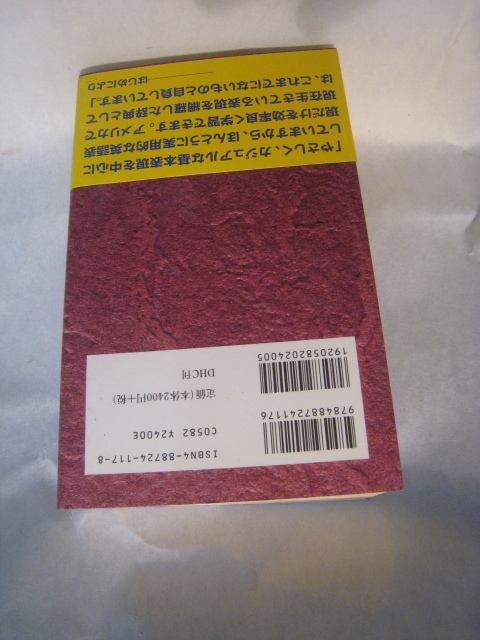 「やさしく、カジュアルな基本表現を中心に
していますから、ほんとうに実用的な英語表
現だけを効率良く学習できます。アメリカで
現在生きている表現を網羅した辞典として
は、これまでにないものと自負しています。」
はじめにより
ISBN4-88724-117-8
C0582 ¥2400E
定価(本体2400円+税)
DHC刊
9784887241176
1920582024005